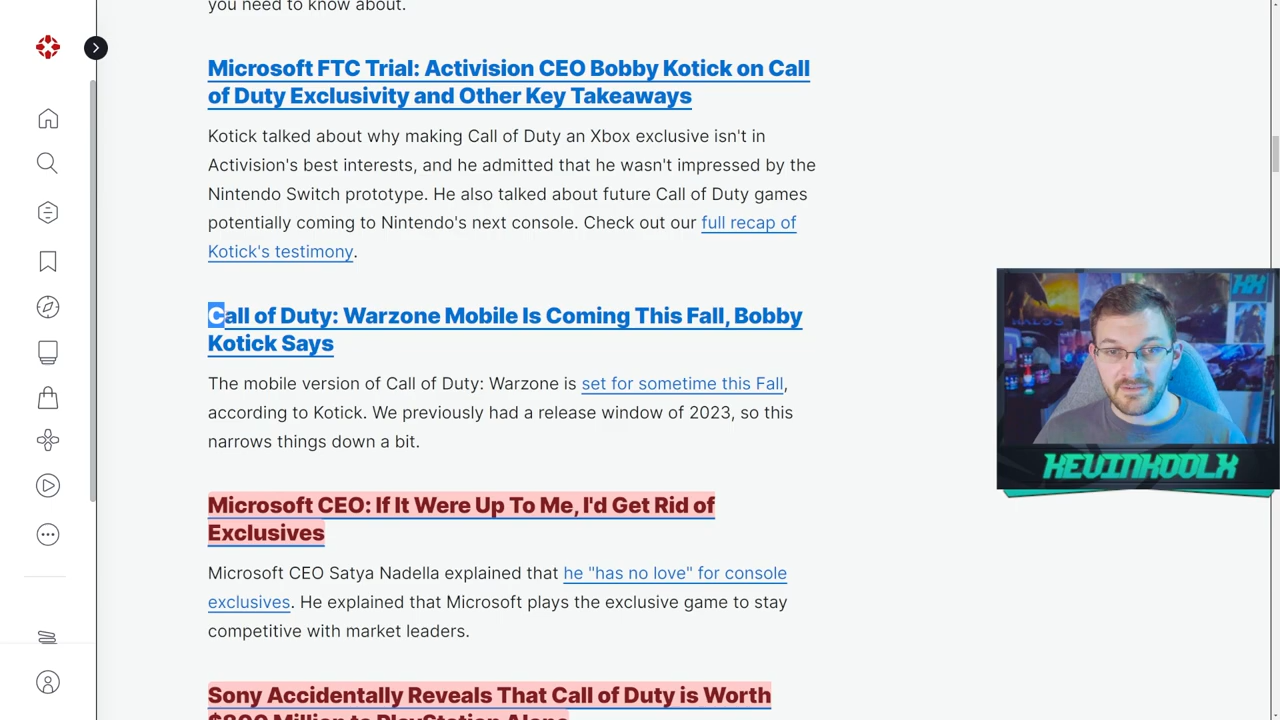 you need to know about.
Microsoft FTC Trial: Activision CEO Bobby Kotick on Call
of Duty Exclusivity and Other Key Takeaways
Kotick talked about why making Call of Duty an Xbox exclusive isn't in
Activision's best interests, and he admitted that he wasn't impressed by the
Nintendo Switch prototype. He also talked about future Call of Duty games
potentially coming to Nintendo's next console. Check out our full recap of
Kotick's testimony.
Call of Duty: Warzone Mobile Is Coming This Fall, Bobby
Kotick Says
The mobile version of Call of Duty: Warzone is set for sometime this Fall,
according to Kotick. We previously had a release window of 2023, so this
narrows things down a bit.
Microsoft CEO: If It Were Up To Me, I'd Get Rid of
Exclusives
Microsoft CEO Satya Nadella explained that he "has no love" for console
exclusives. He explained that Microsoft plays the exclusive game to stay
competitive with market leaders.
Sony Accidentally Reveals That Call of Duty is Worth
$800 Million to PlayStation Alone
KX
KEVINKOOLX